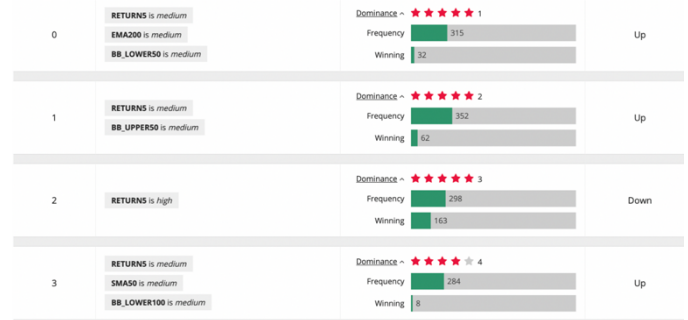 0
RETURN5 is medium
EMA200 is medium
BB_LOWER50 is medium
Dominance 1
Frequency 315
Winning 32
Up
1
RETURN5 is medium
BB_UPPER50 is medium
Dominance 2
Frequency 352
Winning 62
Up
2
RETURN5 is high
Dominance 3
Frequency 298
Winning 163
Down
3
RETURN5 is medium
SMA50 is medium
BB_LOWER100 is medium
Dominance 4
Frequency 284
Winning 8
Up